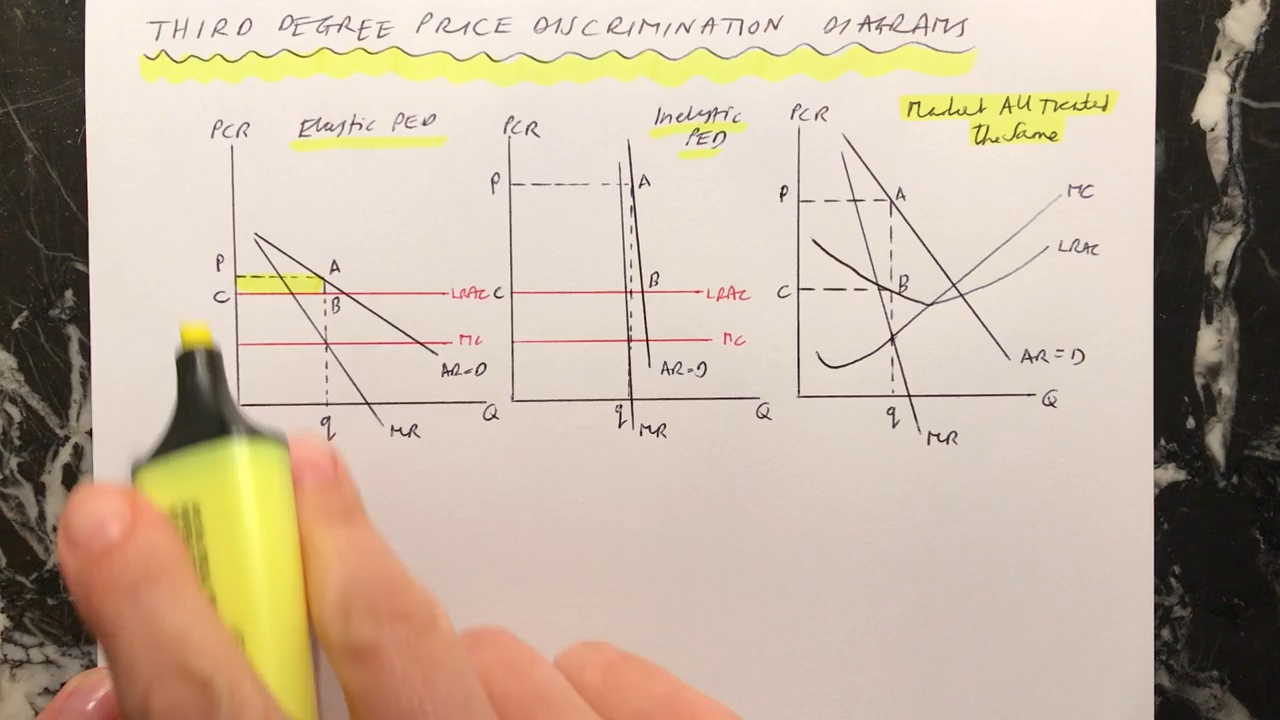 THIRD DEGREE PRICE DISCRIMINATION DIAGRAMS
PCR
Elastic PED
P
C
A
B
LRAC
MC
AR=D
q
Q
MR
PCR
Inelastic
PED
P
C
A
B
LRAC
MC
AR=D
q
Q
MR
PCR
Market All Treated
the Same
P
C
A
B
MC
LRAC
AR=D
q
Q
MR